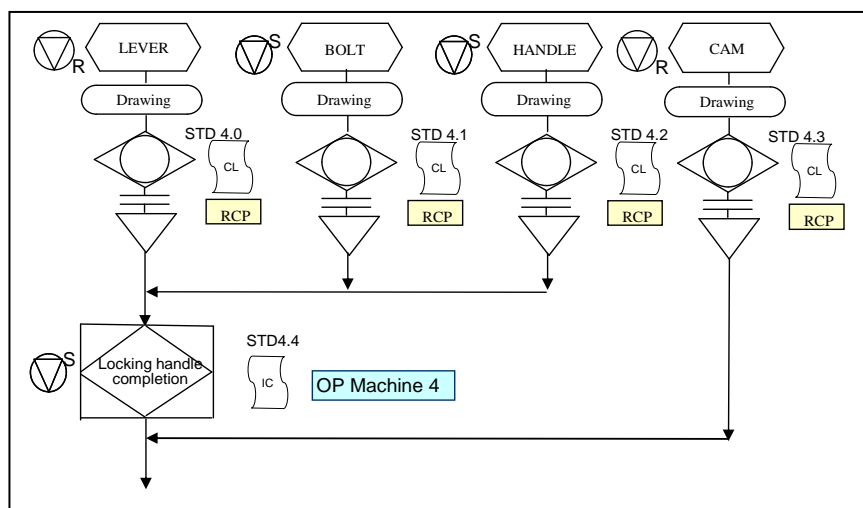 LEVER
BOLT
HANDLE
CAM
R
S
S
R
Drawing
Drawing
Drawing
Drawing
STD 4.0
STD 4.1
STD 4.2
STD 4.3
CL
CL
CL
CL
RCP
RCP
RCP
RCP
S
Locking handle
completion
STD4.4
IC
OP Machine 4